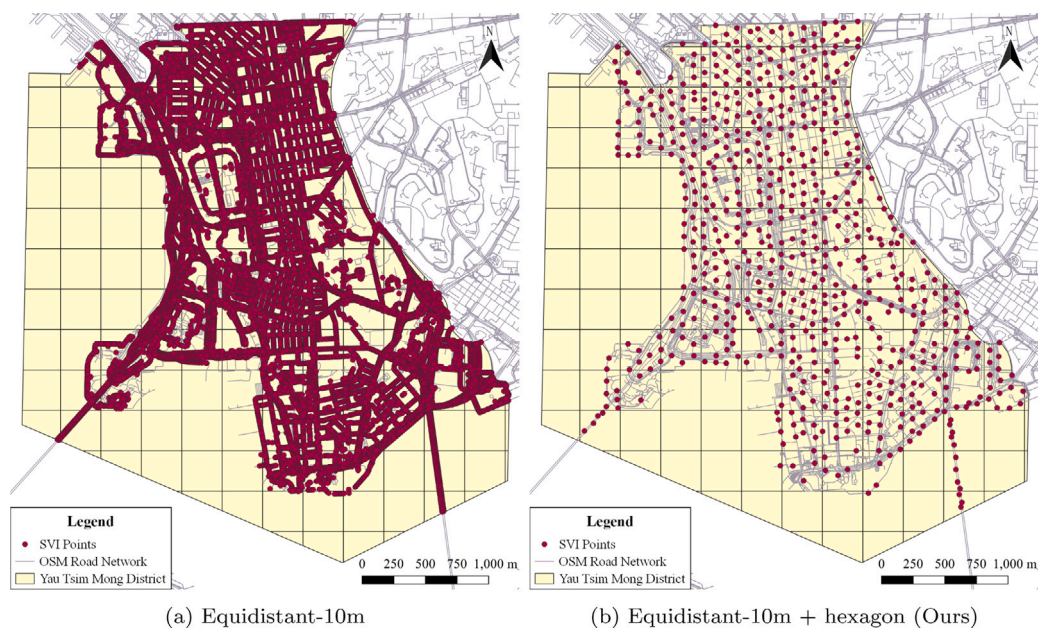 N
Legend
SVI Points
OSM Road Network
Yau Tsim Mong District
0 250 500 750 1,000 m
(a) Equidistant-10m
N
Legend
SVI Points
OSM Road Network
Yau Tsim Mong District
0 250 500 750 1,000 m
(b) Equidistant-10m + hexagon (Ours)